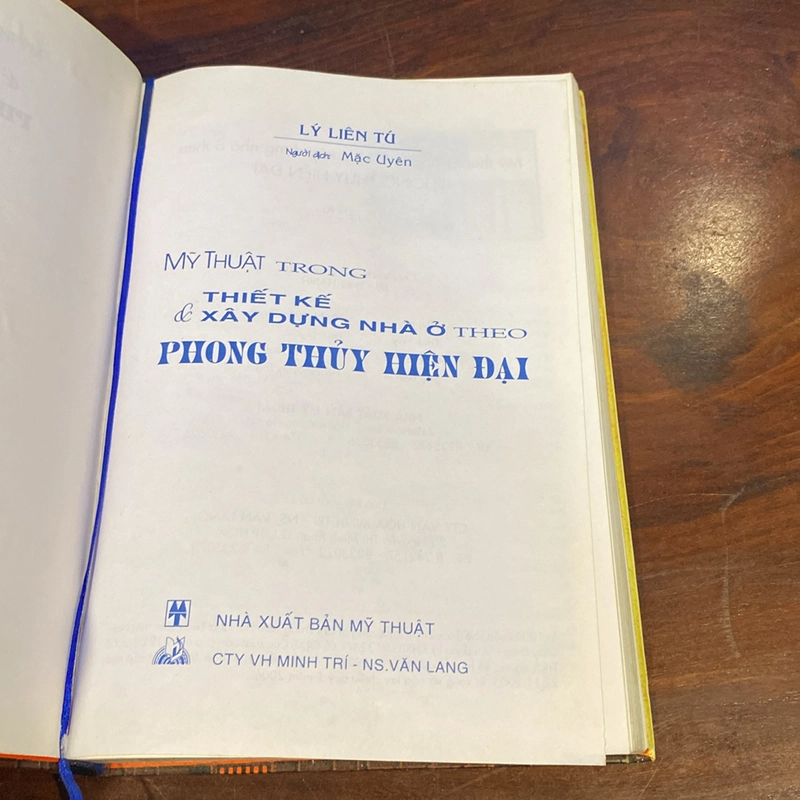 LÝ LIÊN TÚ
Người dịch: Mặc Uyên
MỸ THUẬT TRONG
THIẾT KẾ
& XÂY DỰNG NHÀ Ở THEO
PHONG THỦY HIỆN ĐẠI
NHÀ XUẤT BẢN MỸ THUẬT
CTY VH MINH TRÍ - NS.VĂN LANG